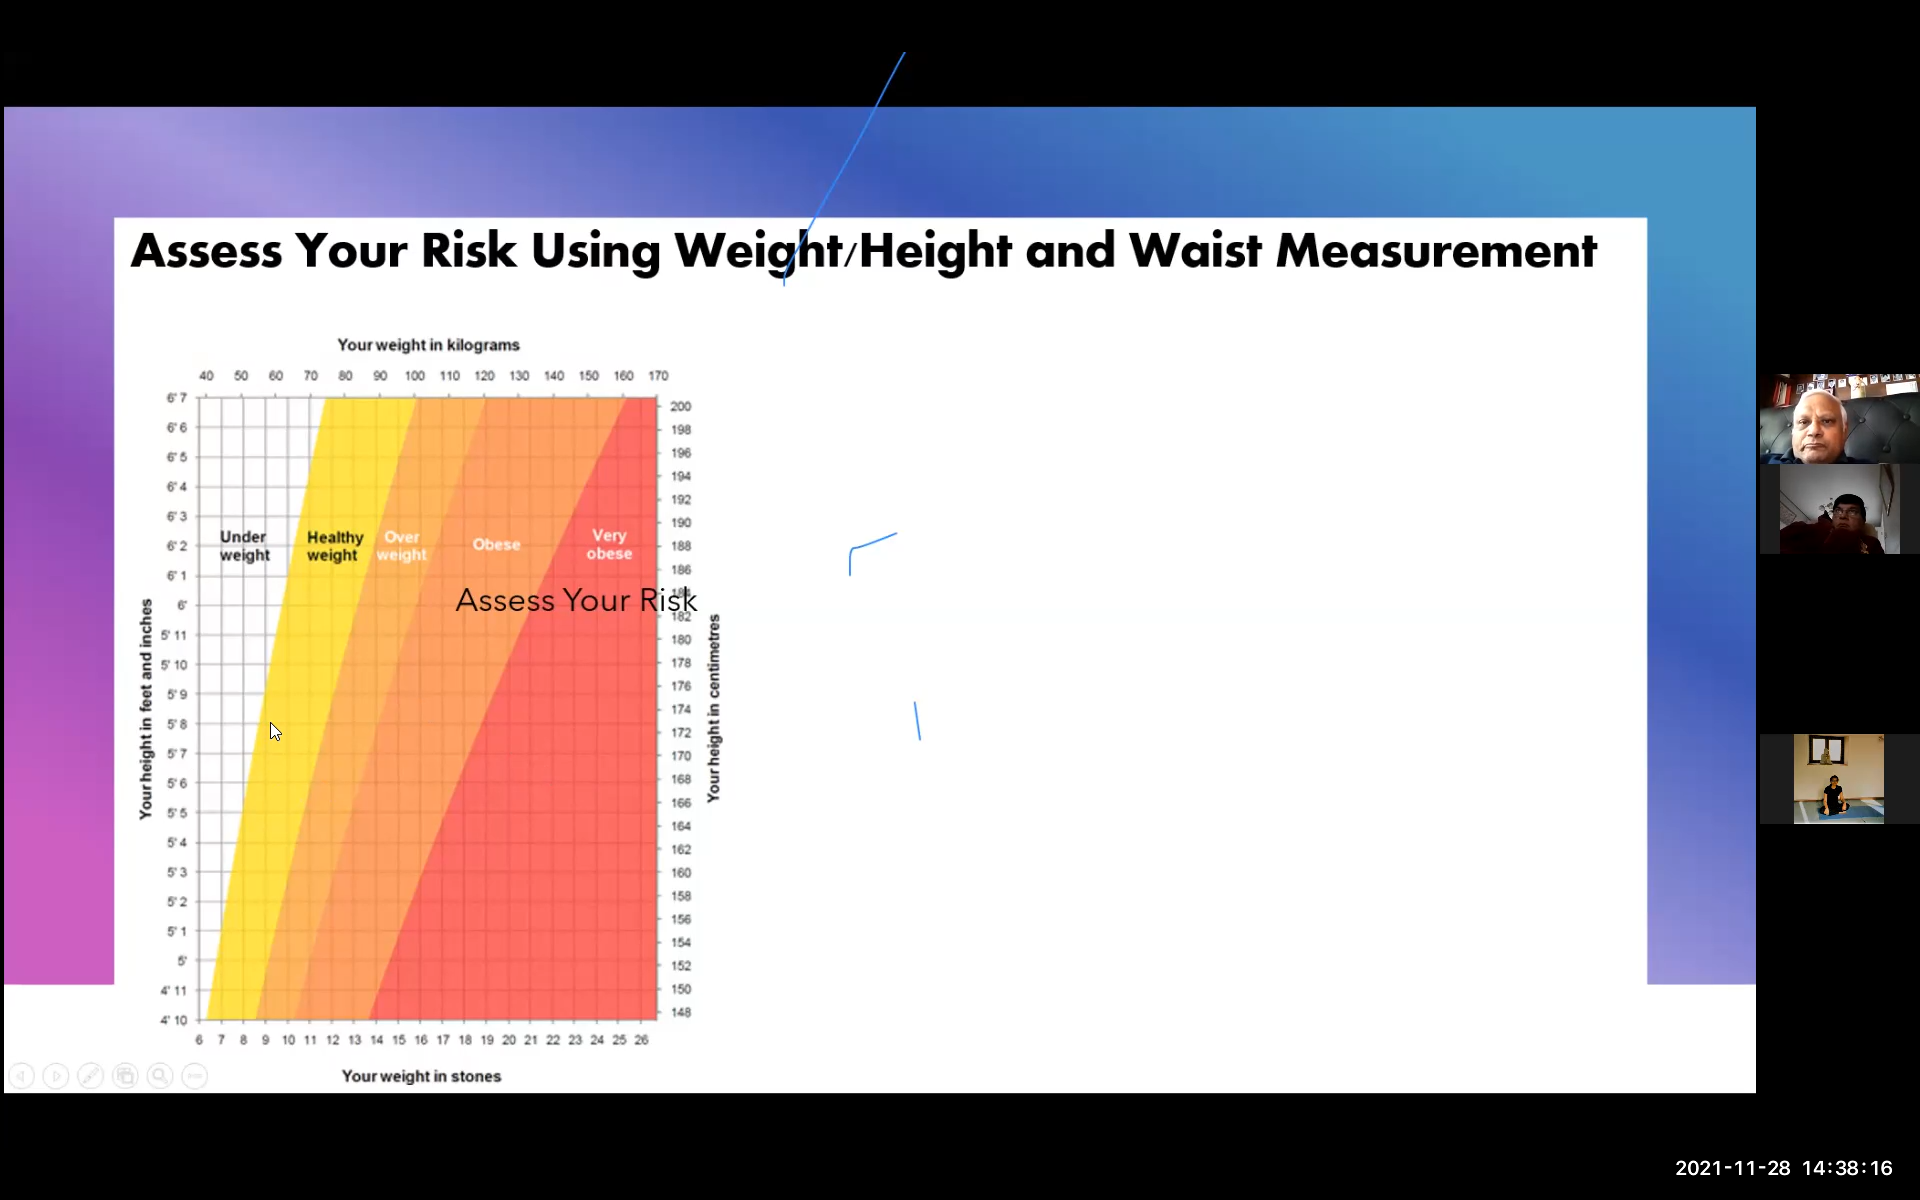 Assess Your Risk Using Weight/Height and Waist Measurement
Your weight in kilograms
40 50 60 70 80 90 100 110 120 130 140 150 160 170
6' 7
6' 6
6' 5
6' 4
6' 3
6' 2
6' 1
6'
5' 11
5' 10
5' 9
5' 8
5' 7
5' 6
5' 5
5' 4
5' 3
5' 2
5' 1
5'
4' 11
4' 10
Your height in feet and inches
Under
weight
Healthy
weight
Over
weight
Obese
Very
obese
Assess Your Risk
200
198
196
194
192
190
188
186
184
182
180
178
176
174
172
170
168
166
164
162
160
158
156
154
152
150
148
Your height in centimetres
6 7 8 9 10 11 12 13 14 15 16 17 18 19 20 21 22 23 24 25 26
Your weight in stones
2021-11-28 14:38:16